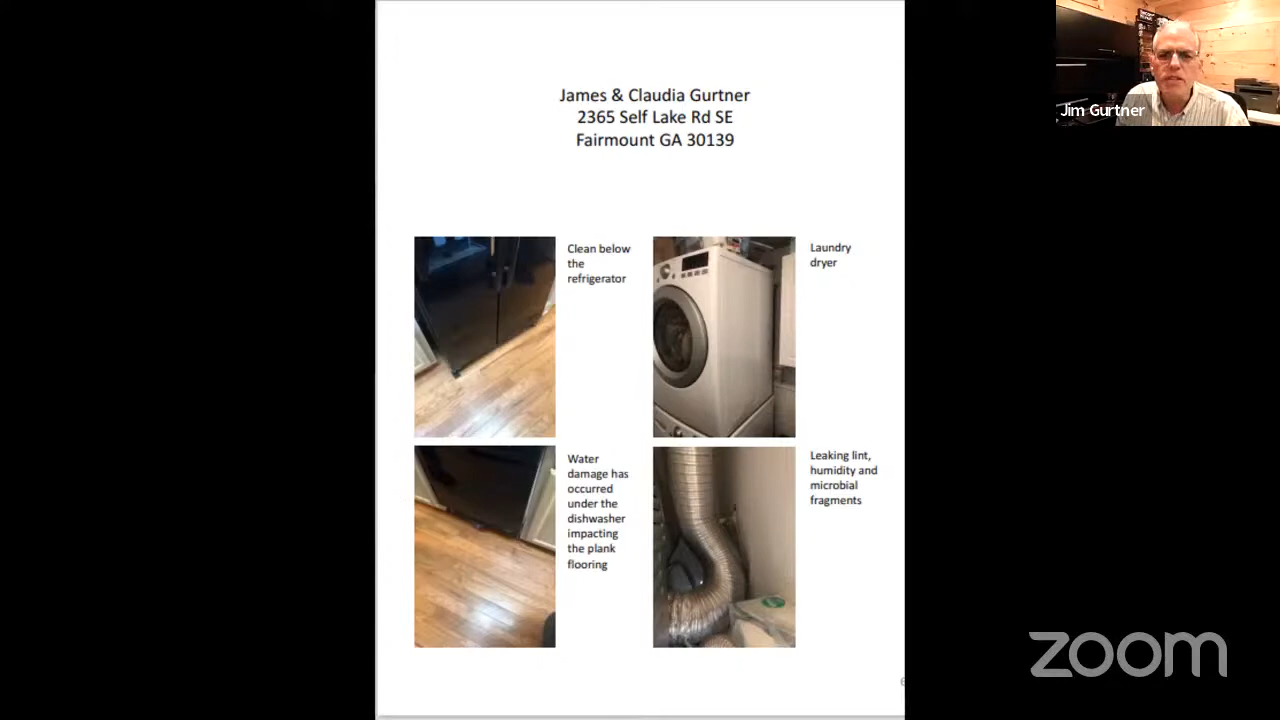 James & Claudia Gurtner
2365 Self Lake Rd SE
Fairmount GA 30139
Jim Gurtner
Clean below
the
refrigerator
Laundry
dryer
Water
damage has
occurred
under the
dishwasher
impacting
the plank
flooring
Leaking lint,
humidity and
microbial
fragments
zoom